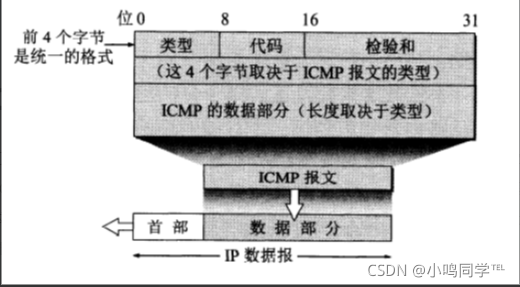 位 0 8 16 31
前 4 个字节
是统一的格式
类型 代码 检验和
(这 4 个字节取决于 ICMP 报文的类型)
ICMP 的数据部分(长度取决于类型)
ICMP 报文
首部 数据部分
IP 数据报
CSDN @小鸣同学℡